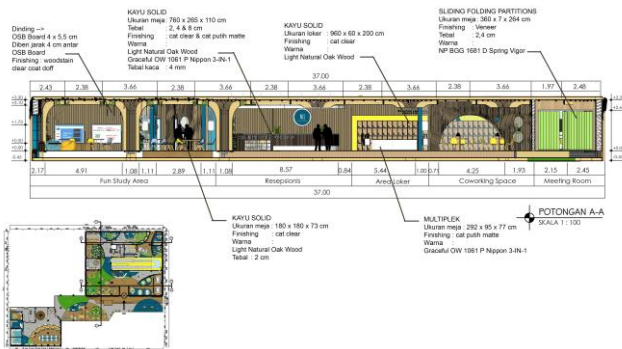 Dinding -->
OSB Board 4 x 5,5 cm
Diberi jarak 4 cm antar
OSB Board
Finishing : woodstain
clear coat doff
KAYU SOLID
Ukuran meja : 760 x 265 x 110 cm
Tebal : 2, 4 & 8 cm
Finishing : cat clear & cat putih matte
Warna :
Light Natural Oak Wood
Graceful OW 1061 P Nippon 3-IN-1
Tebal kaca : 4 mm
KAYU SOLID
Ukuran loker : 960 x 60 x 200 cm
Finishing : cat clear
Warna :
Light Natural Oak Wood
SLIDING FOLDING PARTITIONS
Ukuran : 360 x 7 x 264 cm
Finishing : Veneer
Tebal : 2,4 cm
Warna :
NP BGG 1681 D Spring Vigor
37.00
2.43 2.38 3.66 2.38 3.66 2.38 3.66 2.38 3.66 1.97 2.48
2.17 4.91 1.08 1.11 2.89 1.11 1.08 8.57 0.84 5.44 1.00 0.71 4.25 1.93 2.15 2.45
Fun Study Area Resepsionis Area Loker Coworking Space Meeting Room
37.00
KAYU SOLID
Ukuran meja : 180 x 180 x 73 cm
Finishing : cat clear
Warna :
Light Natural Oak Wood
Tebal : 2 cm
MULTIPLEK
Ukuran meja : 292 x 95 x 77 cm
Finishing : cat putih matte
Warna :
Graceful OW 1061 P Nippon 3-IN-1
POTONGAN A-A
SKALA 1 : 100